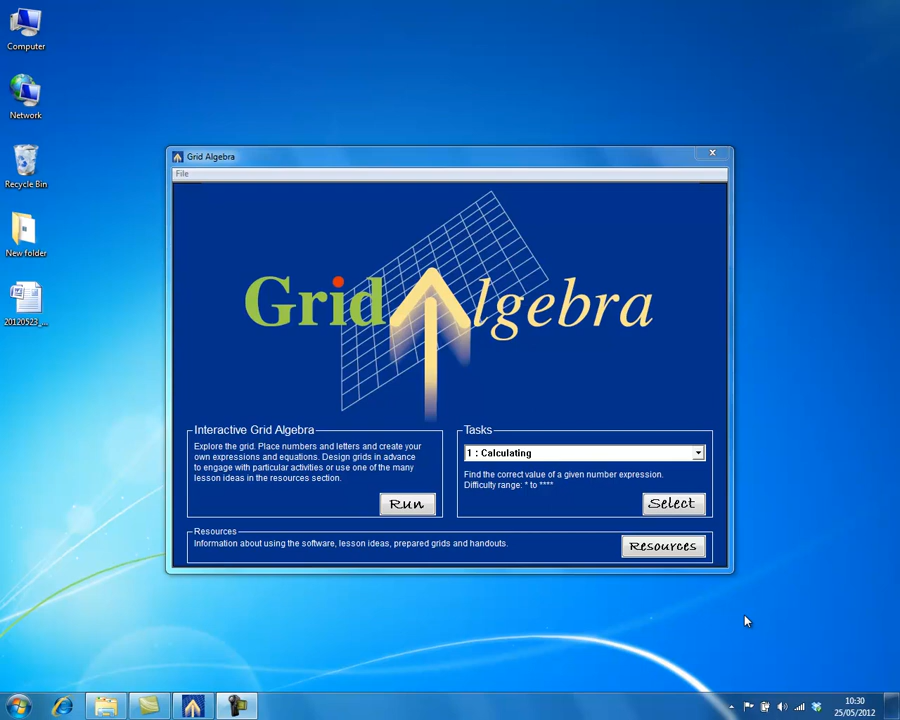 Computer
Network
Recycle Bin
New folder
20120523_...
Grid Algebra
File
Grid Algebra
Interactive Grid Algebra
Explore the grid. Place numbers and letters and create your
own expressions and equations. Design grids in advance
to engage with particular activities or use one of the many
lesson ideas in the resources section.
Run
Tasks
1 : Calculating
Find the correct value of a given number expression.
Difficulty range: * to ****
Select
Resources
Information about using the software, lesson ideas, prepared grids and handouts.
Resources
10:30
25/05/2012